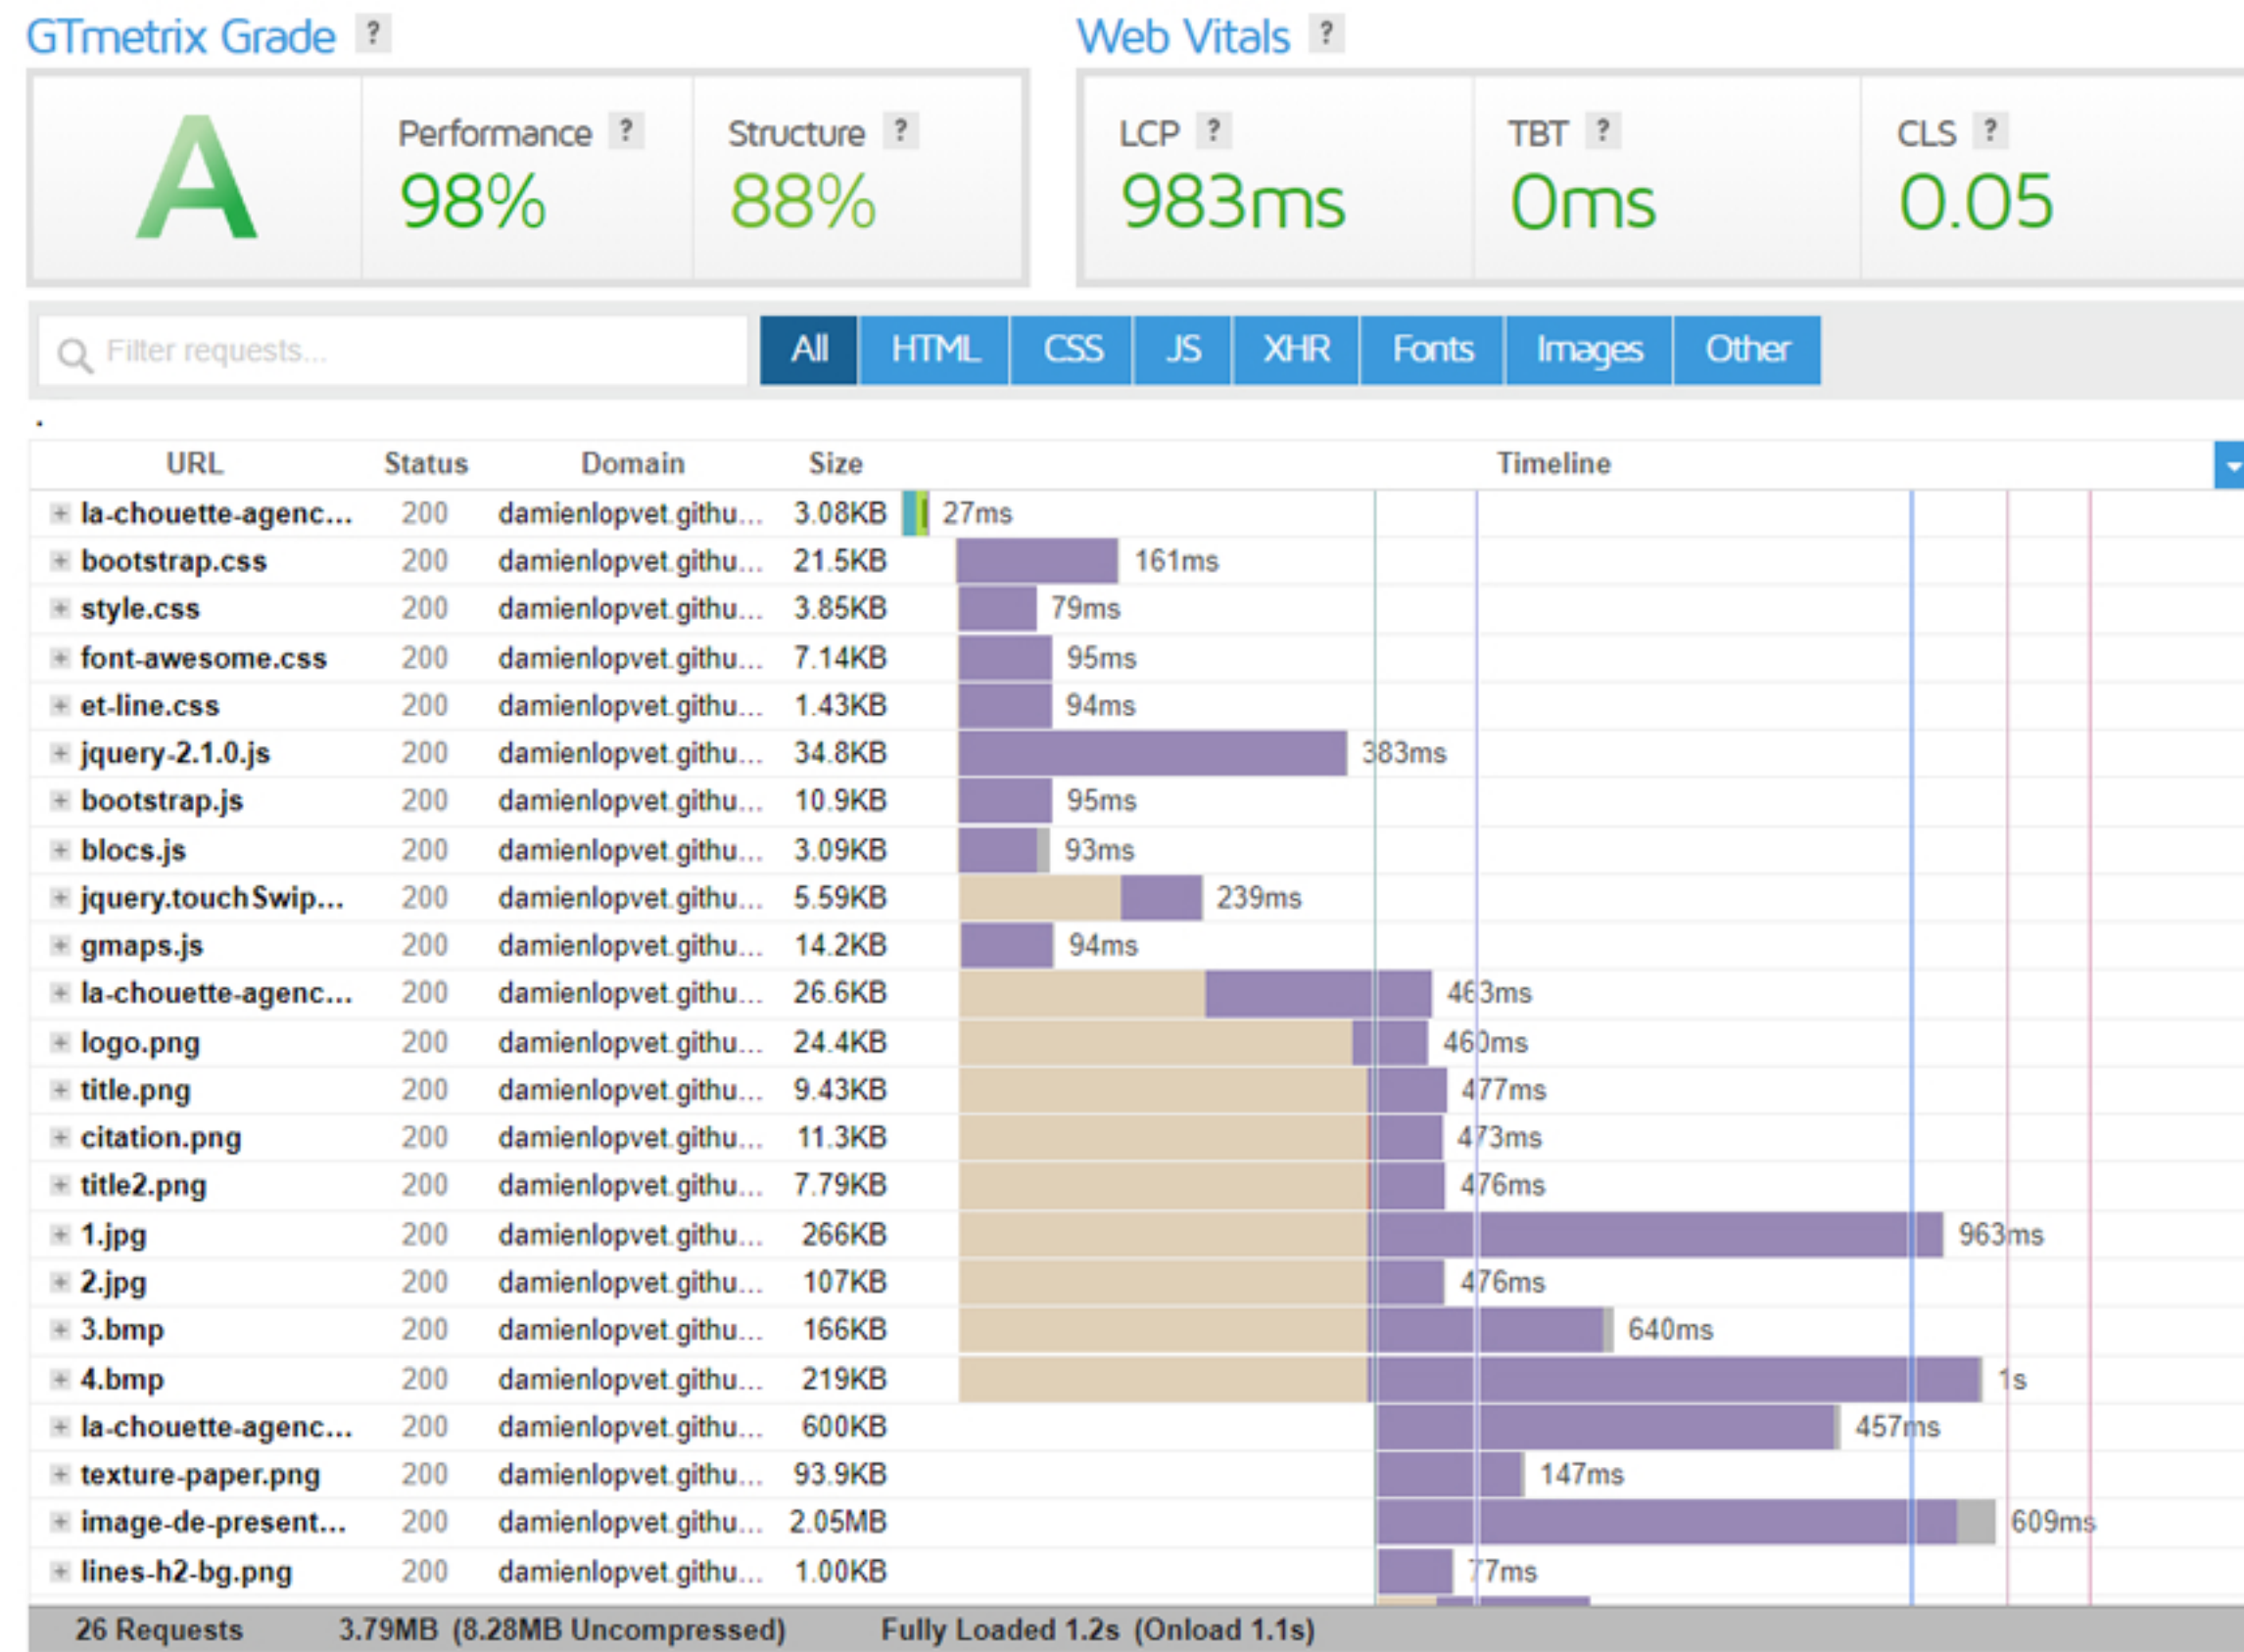 GTmetrix Grade ? Web Vitals ?
A Performance ? Structure ? LCP ? TBT ? CLS ?
98% 88% 983ms 0ms 0.05
Filter requests... All HTML CSS JS XHR Fonts Images Other
URL Status Domain Size Timeline
la-chouette-agenc... 200 damienlopvet.githu... 3.08KB 27ms
bootstrap.css 200 damienlopvet.githu... 21.5KB 161ms
style.css 200 damienlopvet.githu... 3.85KB 79ms
font-awesome.css 200 damienlopvet.githu... 7.14KB 95ms
et-line.css 200 damienlopvet.githu... 1.43KB 94ms
jquery-2.1.0.js 200 damienlopvet.githu... 34.8KB 383ms
bootstrap.js 200 damienlopvet.githu... 10.9KB 95ms
blocs.js 200 damienlopvet.githu... 3.09KB 93ms
jquery.touchSwip... 200 damienlopvet.githu... 5.59KB 239ms
gmaps.js 200 damienlopvet.githu... 14.2KB 94ms
la-chouette-agenc... 200 damienlopvet.githu... 26.6KB 463ms
logo.png 200 damienlopvet.githu... 24.4KB 460ms
title.png 200 damienlopvet.githu... 9.43KB 477ms
citation.png 200 damienlopvet.githu... 11.3KB 473ms
title2.png 200 damienlopvet.githu... 7.79KB 476ms
1.jpg 200 damienlopvet.githu... 266KB 963ms
2.jpg 200 damienlopvet.githu... 107KB 476ms
3.bmp 200 damienlopvet.githu... 166KB 640ms
4.bmp 200 damienlopvet.githu... 219KB 1s
la-chouette-agenc... 200 damienlopvet.githu... 600KB 457ms
texture-paper.png 200 damienlopvet.githu... 93.9KB 147ms
image-de-present... 200 damienlopvet.githu... 2.05MB 609ms
lines-h2-bg.png 200 damienlopvet.githu... 1.00KB 77ms
26 Requests 3.79MB (8.28MB Uncompressed) Fully Loaded 1.2s (Onload 1.1s)